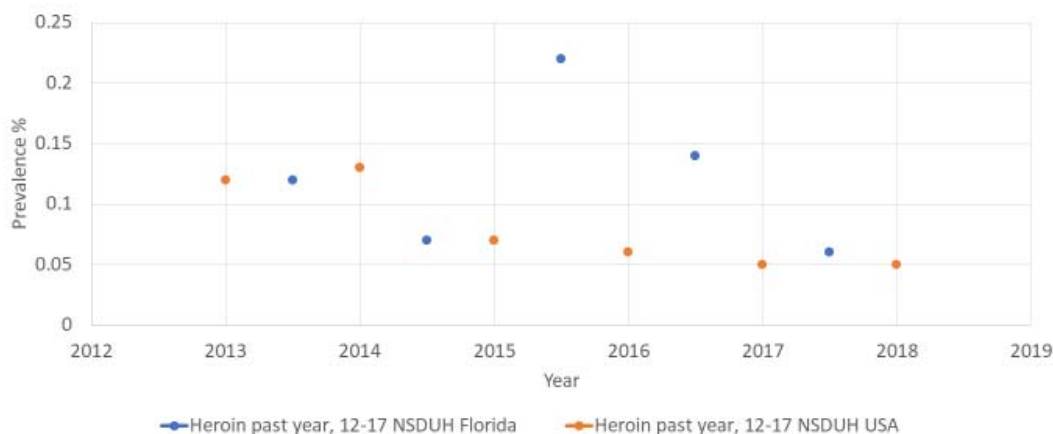 0.25
0.2
0.15
0.1
0.05
0
Prevalence %
2012 2013 2014 2015 2016 2017 2018 2019
Year
Heroin past year, 12-17 NSDUH Florida Heroin past year, 12-17 NSDUH USA